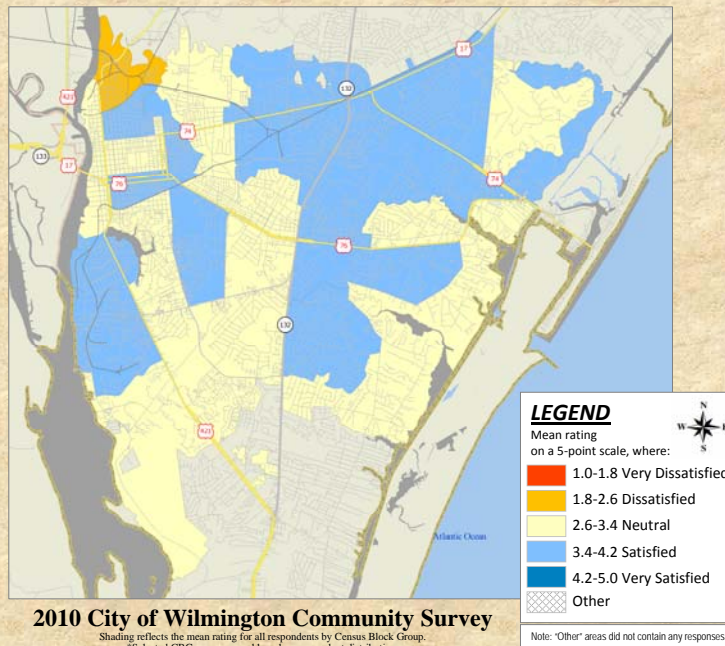 17
132
421
74
133
17
76
74
76
132
421
Atlantic Ocean
LEGEND
N
W
E
S
Mean rating
on a 5-point scale, where:
1.0-1.8 Very Dissatisfied
1.8-2.6 Dissatisfied
2.6-3.4 Neutral
3.4-4.2 Satisfied
4.2-5.0 Very Satisfied
Other
2010 City of Wilmington Community Survey
Shading reflects the mean rating for all respondents by Census Block Group.
Note: "Other" areas did not contain any responses